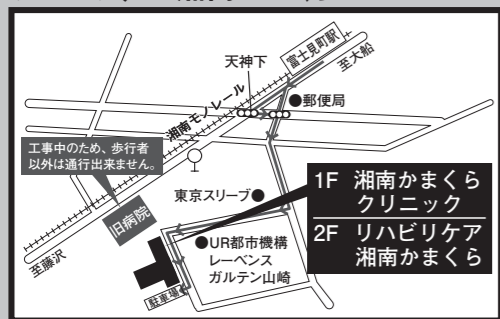 富士見町駅
至大船
天神下
湘南モノレール
●郵便局
工事中のため、歩行者
以外は通行出来ません。
東京スリープ●
旧病院
至藤沢
●UR都市機構
レーベンス
ガルテン山崎
駐車場
1F 湘南かまくら
クリニック
2F リハビリケア
湘南かまくら